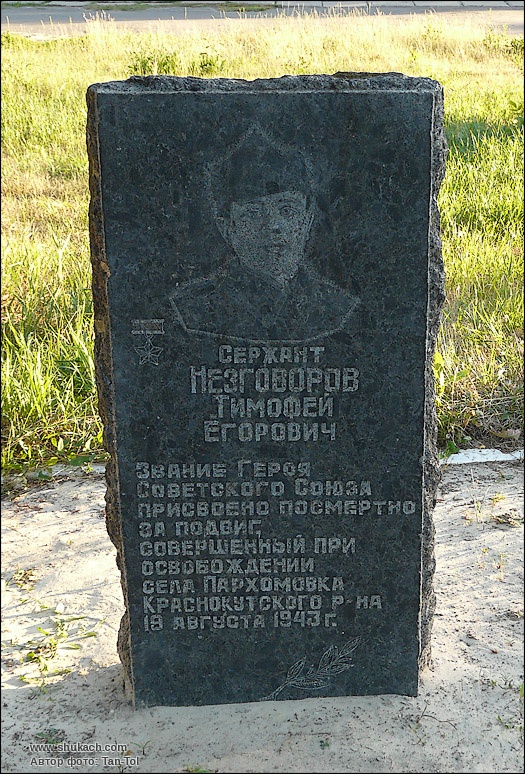 СЕРЖАНТ
НЕЗГОВОРОВ
ТИМОФЕЙ
ЕГОРОВИЧ
ЗВАНИЕ ГЕРОЯ
СОВЕТСКОГО СОЮЗА
ПРИСВОЕНО ПОСМЕРТНО
ЗА ПОДВИГ,
СОВЕРШЕННЫЙ ПРИ
ОСВОБОЖДЕНИИ
СЕЛА ПАРХОМОВКА
КРАСНОКУТСКОГО Р-НА
18 АВГУСТА 1943 Г.
www.shukach.com
Автор фото: Tan-Tol